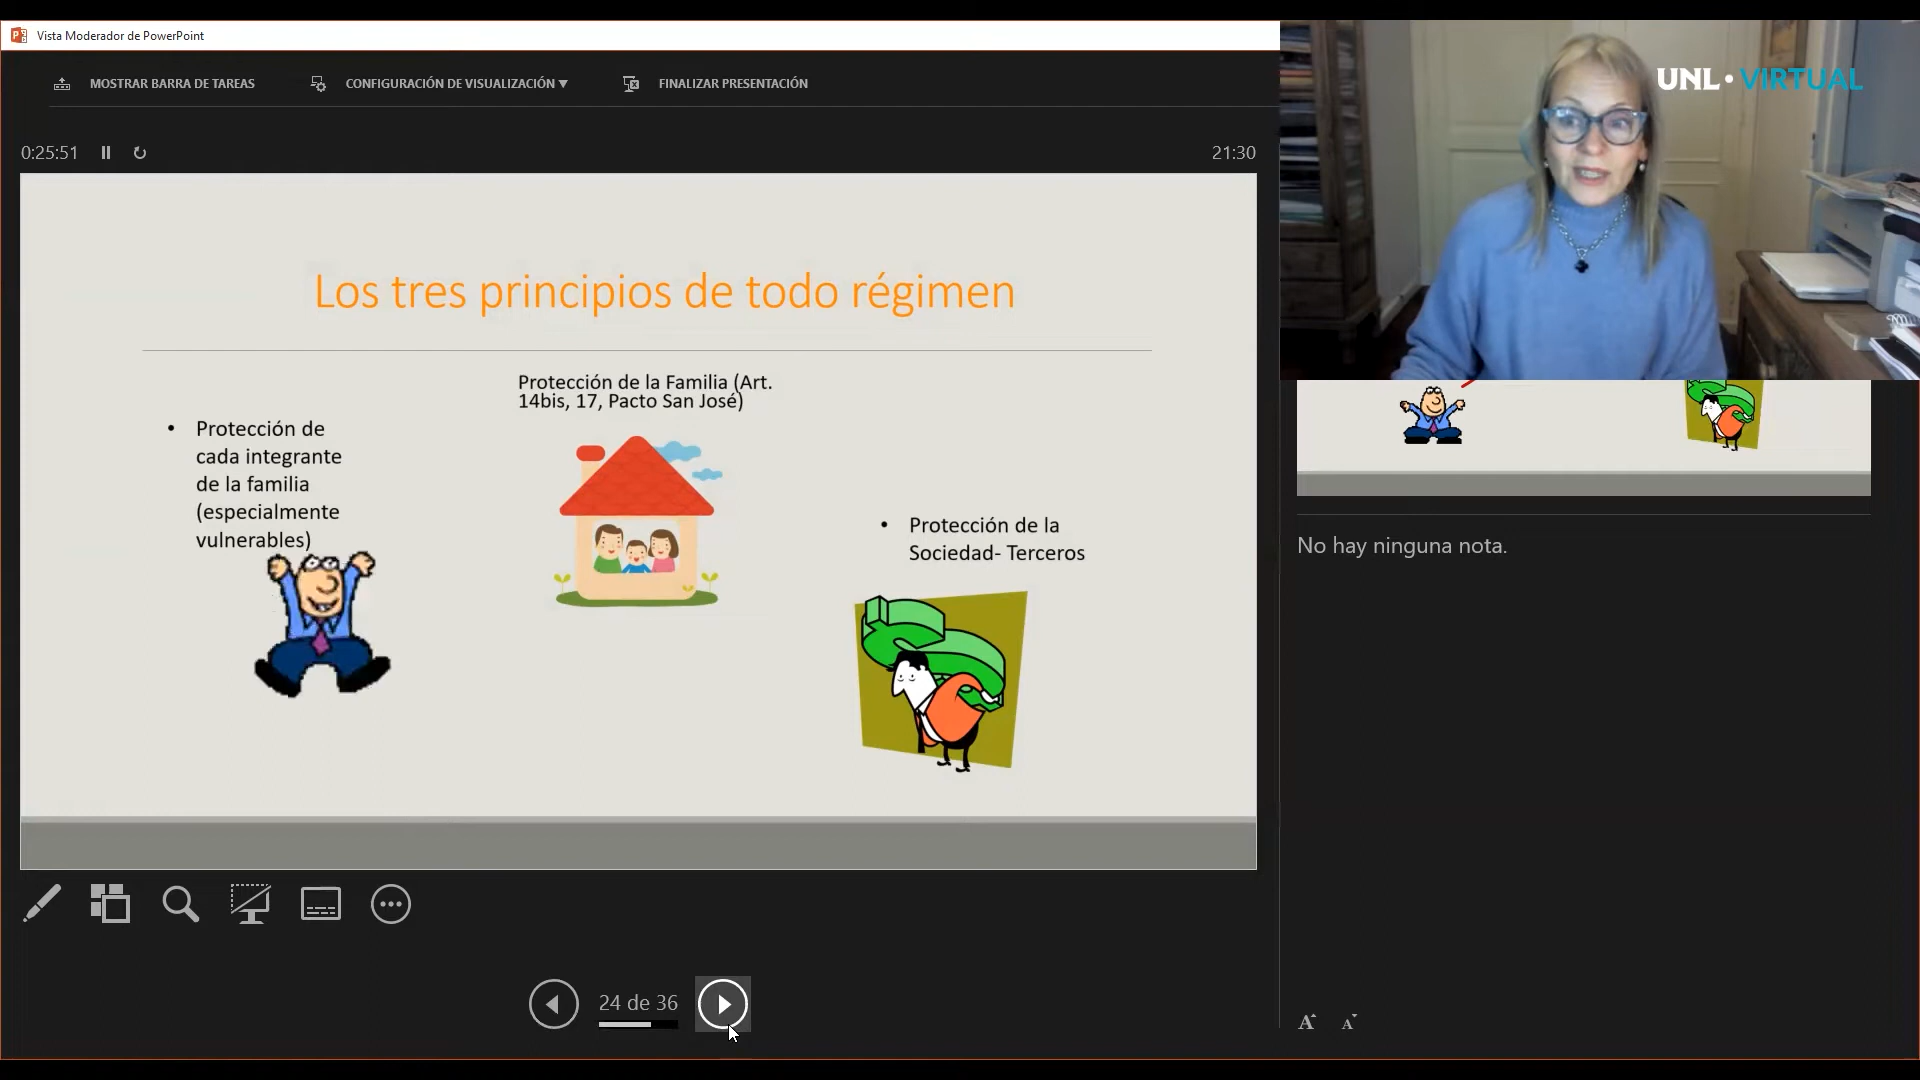 Vista Moderador de PowerPoint
MOSTRAR BARRA DE TAREAS
CONFIGURACIÓN DE VISUALIZACIÓN ▼
FINALIZAR PRESENTACIÓN
UNL • VIRTUAL
0:25:51
21:30
Los tres principios de todo régimen
Protección de la Familia (Art.
14bis, 17, Pacto San José)
• Protección de
cada integrante
de la familia
(especialmente
vulnerables)
• Protección de la
Sociedad- Terceros
No hay ninguna nota.
24 de 36
A A